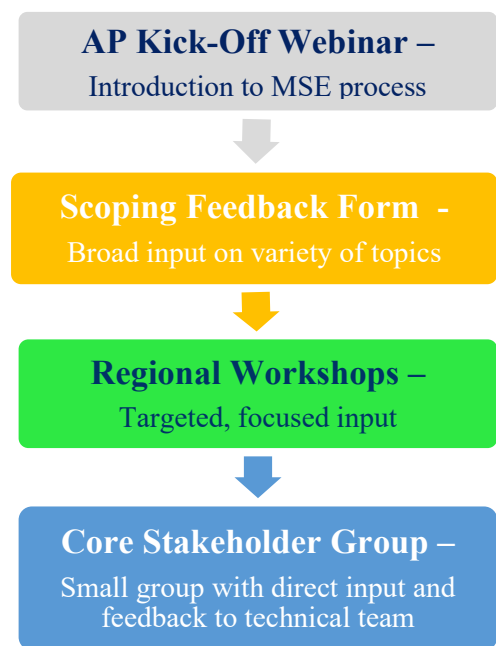 AP Kick-Off Webinar –
Introduction to MSE process
Scoping Feedback Form -
Broad input on variety of topics
Regional Workshops –
Targeted, focused input
Core Stakeholder Group –
Small group with direct input and
feedback to technical team